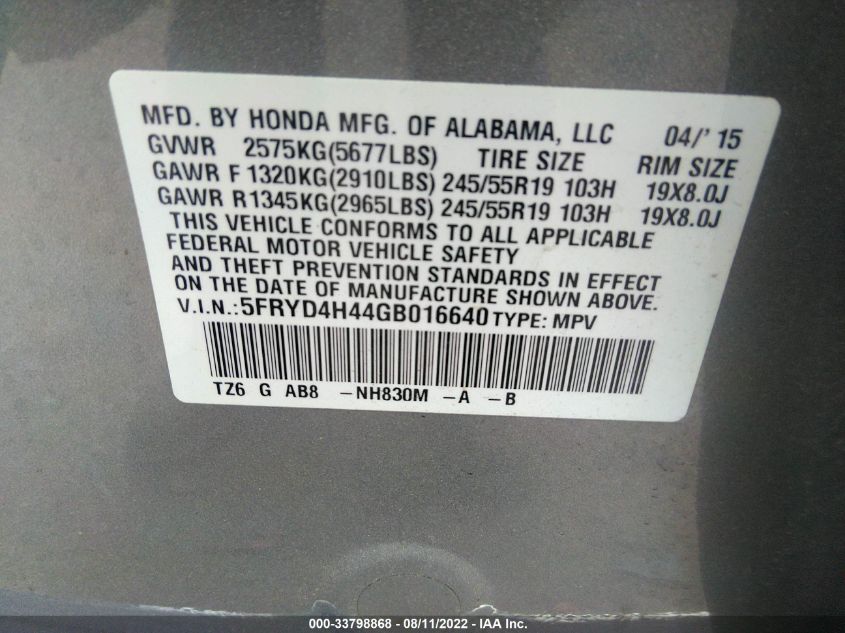 MFD. BY HONDA MFG. OF ALABAMA, LLC 04/' 15
GVWR 2575KG(5677LBS) TIRE SIZE RIM SIZE
GAWR F 1320KG(2910LBS) 245/55R19 103H 19X8.0J
GAWR R 1345KG(2965LBS) 245/55R19 103H 19X8.0J
THIS VEHICLE CONFORMS TO ALL APPLICABLE
FEDERAL MOTOR VEHICLE SAFETY
AND THEFT PREVENTION STANDARDS IN EFFECT
ON THE DATE OF MANUFACTURE SHOWN ABOVE.
V.I.N.: 5FRYD4H44GB016640 TYPE: MPV
TZ6 G AB8 -NH830M -A -B
000-33798868 - 08/11/2022 - IAA Inc.